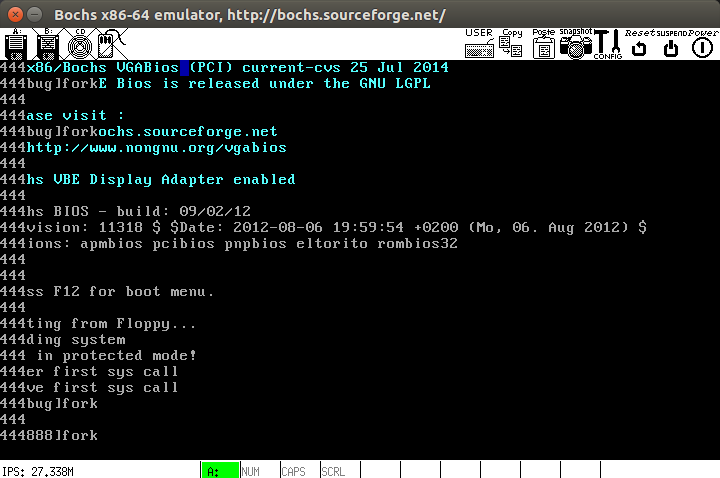 Bochs x86-64 emulator, http://bochs.sourceforge.net/
A: B: CD USER Copy Paste snapshot CONFIG Reset SUSPEND Power
444x86/Bochs VGABios (PCI) current-cvs 25 Jul 2014
444bug]forkE Bios is released under the GNU LGPL
444
444ase visit :
444bug]forkochs.sourceforge.net
444http://www.nongnu.org/vgabios
444
444hs VBE Display Adapter enabled
444
444hs BIOS - build: 09/02/12
444vision: 11318 $ $Date: 2012-08-06 19:59:54 +0200 (Mo, 06. Aug 2012) $
444ions: apmbios pcibios pnpbios eltorito rombios32
444
444
444ss F12 for boot menu.
444
444ting from Floppy...
444ding system
444 in protected mode!
444er first sys call
444ve first sys call
444bug]fork
444
444888]fork
IPS: 27.338M A: NUM CAPS SCRL